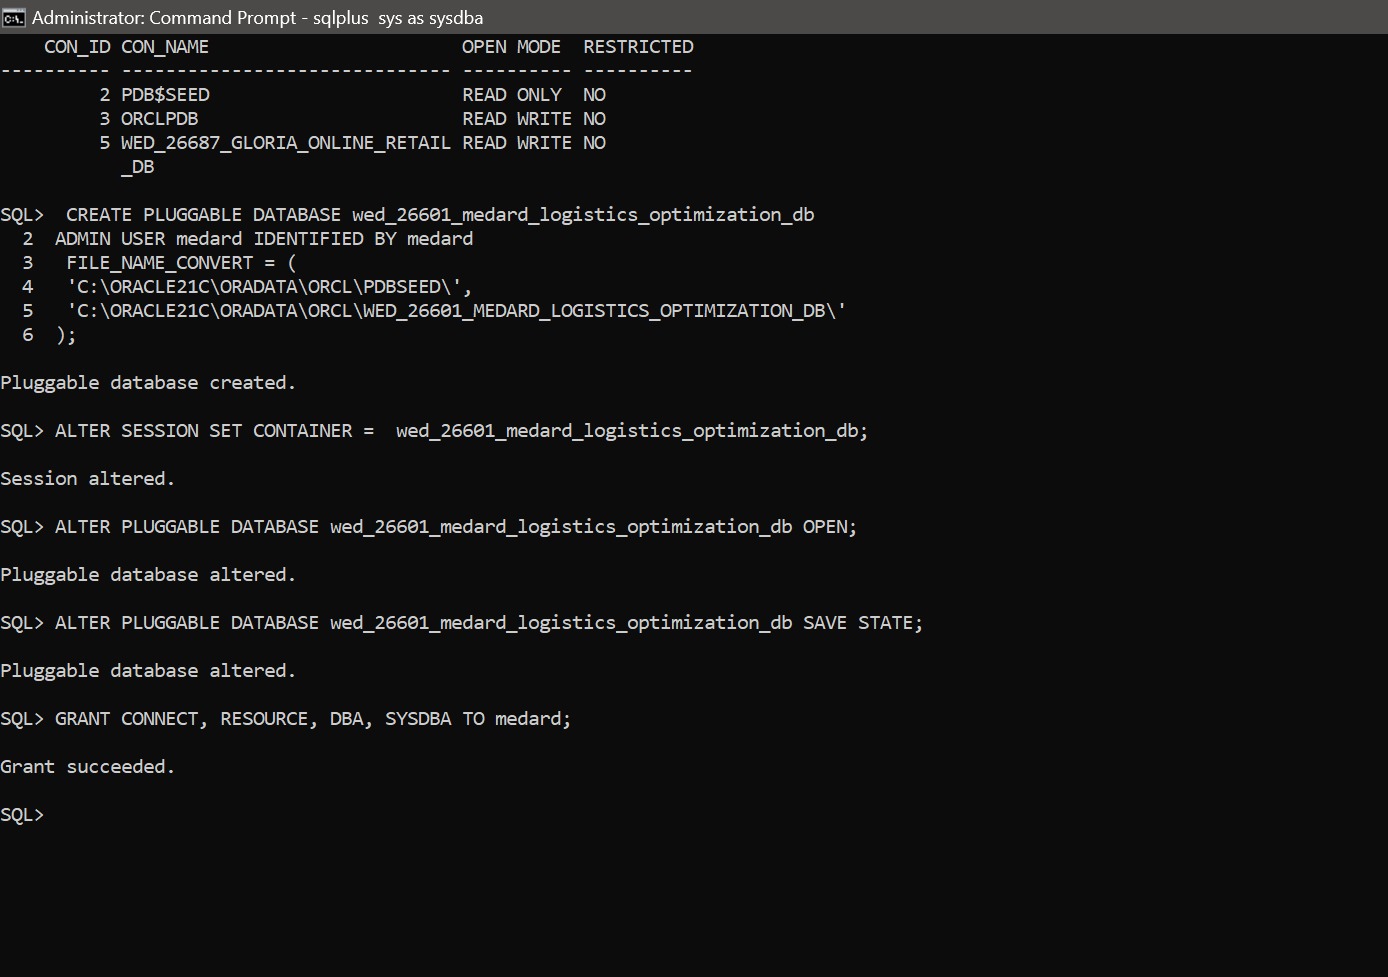 Administrator: Command Prompt - sqlplus  sys as sysdba
    CON_ID CON_NAME                       OPEN MODE  RESTRICTED
---------- ------------------------------ ---------- ----------
         2 PDB$SEED                       READ ONLY  NO
         3 ORCLPDB                        READ WRITE NO
         5 WED_26687_GLORIA_ONLINE_RETAIL READ WRITE NO
           _DB
SQL>  CREATE PLUGGABLE DATABASE wed_26601_medard_logistics_optimization_db
  2  ADMIN USER medard IDENTIFIED BY medard
  3   FILE_NAME_CONVERT = (
  4   'C:\ORACLE21C\ORADATA\ORCL\PDBSEED\',
  5   'C:\ORACLE21C\ORADATA\ORCL\WED_26601_MEDARD_LOGISTICS_OPTIMIZATION_DB\'
  6  );
Pluggable database created.
SQL> ALTER SESSION SET CONTAINER =  wed_26601_medard_logistics_optimization_db;
Session altered.
SQL> ALTER PLUGGABLE DATABASE wed_26601_medard_logistics_optimization_db OPEN;
Pluggable database altered.
SQL> ALTER PLUGGABLE DATABASE wed_26601_medard_logistics_optimization_db SAVE STATE;
Pluggable database altered.
SQL> GRANT CONNECT, RESOURCE, DBA, SYSDBA TO medard;
Grant succeeded.
SQL>